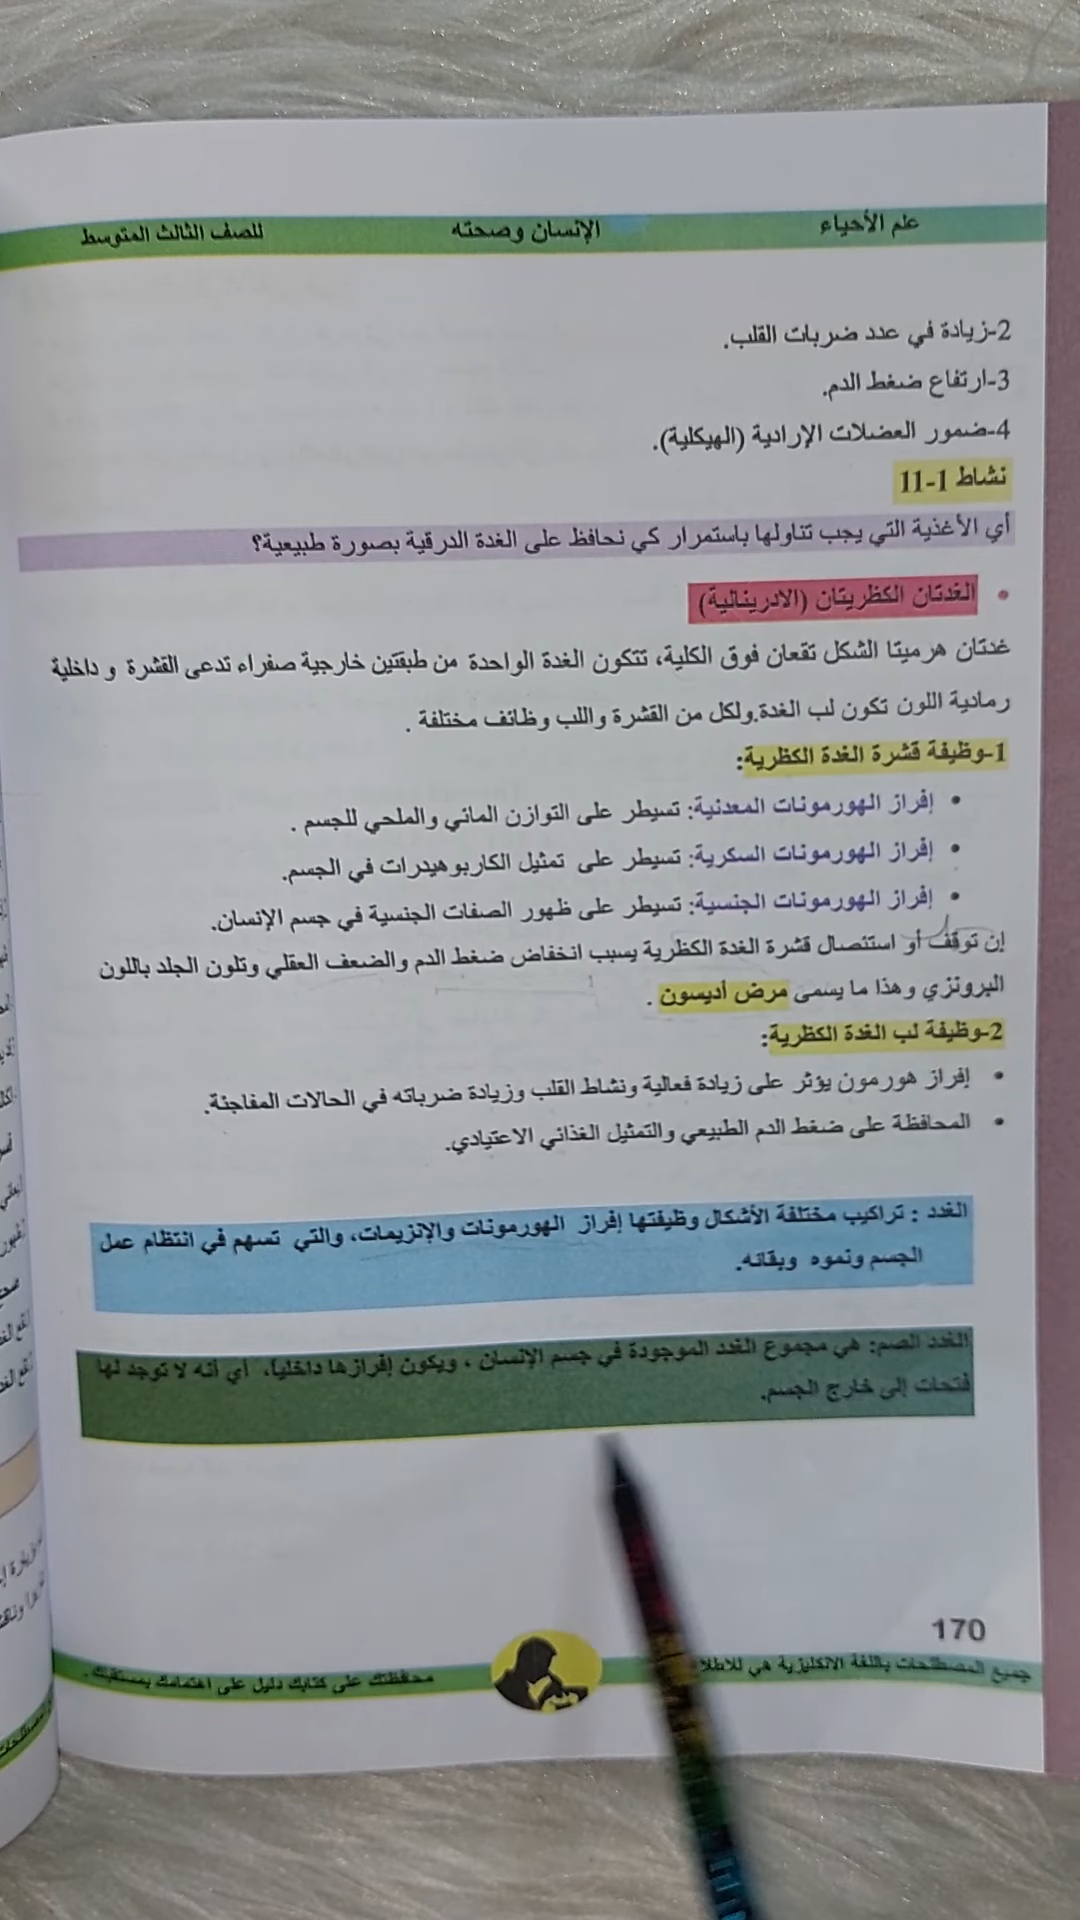 علم الأحياء
الإنسان وصحته
للصف الثالث المتوسط
2-زيادة في عدد ضربات القلب.
3-ارتفاع ضغط الدم.
4-ضمور العضلات الإرادية (الهيكلية).
نشاط 1-11
أي الأغذية التي يجب تناولها باستمرار كي نحافظ على الغدة الدرقية بصورة طبيعية؟
• الغدتان الكظريتان (الادرينالية)
غدتان هرميتا الشكل تقعان فوق الكلية، تتكون الغدة الواحدة من طبقتين خارجية صفراء تدعى القشرة و داخلية
رمادية اللون تكون لب الغدة.ولكل من القشرة واللب وظائف مختلفة .
1-وظيفة قشرة الغدة الكظرية:
• إفراز الهورمونات المعدنية: تسيطر على التوازن المائي والملحي للجسم .
• إفراز الهورمونات السكرية: تسيطر على تمثيل الكاربوهيدرات في الجسم.
• إفراز الهورمونات الجنسية: تسيطر على ظهور الصفات الجنسية في جسم الإنسان.
إن توقف أو استئصال قشرة الغدة الكظرية يسبب انخفاض ضغط الدم والضعف العقلي وتلون الجلد باللون
البرونزي وهذا ما يسمى مرض أديسون .
2-وظيفة لب الغدة الكظرية:
• إفراز هورمون يؤثر على زيادة فعالية ونشاط القلب وزيادة ضرباته في الحالات المفاجئة.
• المحافظة على ضغط الدم الطبيعي والتمثيل الغذائي الاعتيادي.
الغدد : تراكيب مختلفة الأشكال وظيفتها إفراز الهورمونات والإنزيمات، والتي تسهم في انتظام عمل
الجسم ونموه وبقائه.
الغدد الصم: هي مجموع الغدد الموجودة في جسم الإنسان ، ويكون إفرازها داخلياً، أي أنه لا توجد لها
فتحات إلى خارج الجسم.
170
جميع المصطلحات باللغة الانكليزية هي للاطلا
محافظتك على كتابك دليل على اهتمامك بمستقبلك .